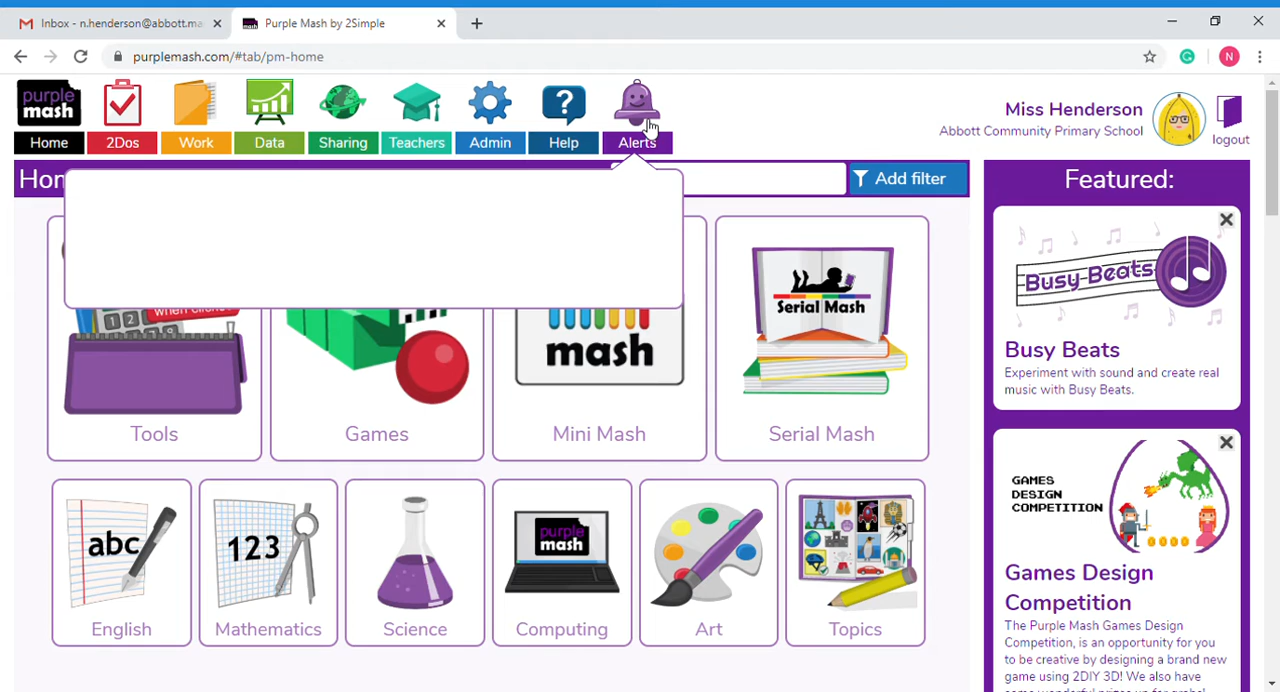 Inbox - n.henderson@abbott.ma
Purple Mash by 2Simple
purplemash.com/#tab/pm-home
N
purple
mash
Home
2Dos
Work
Data
Sharing
Teachers
Admin
?
Help
Alerts
Miss Henderson
Abbott Community Primary School
logout
Hom
Add filter
Featured:
when clicked
Tools
Games
mash
Mini Mash
Serial Mash
Serial Mash
Busy Beats
Busy Beats
Experiment with sound and create real
music with Busy Beats.
GAMES
DESIGN
COMPETITION
Games Design
Competition
The Purple Mash Games Design
Competition, is an opportunity for you
to be creative by designing a brand new
game using 2DIY 3D! We also have
abc
English
123
Mathematics
Science
purple
mash
Computing
Art
Topics